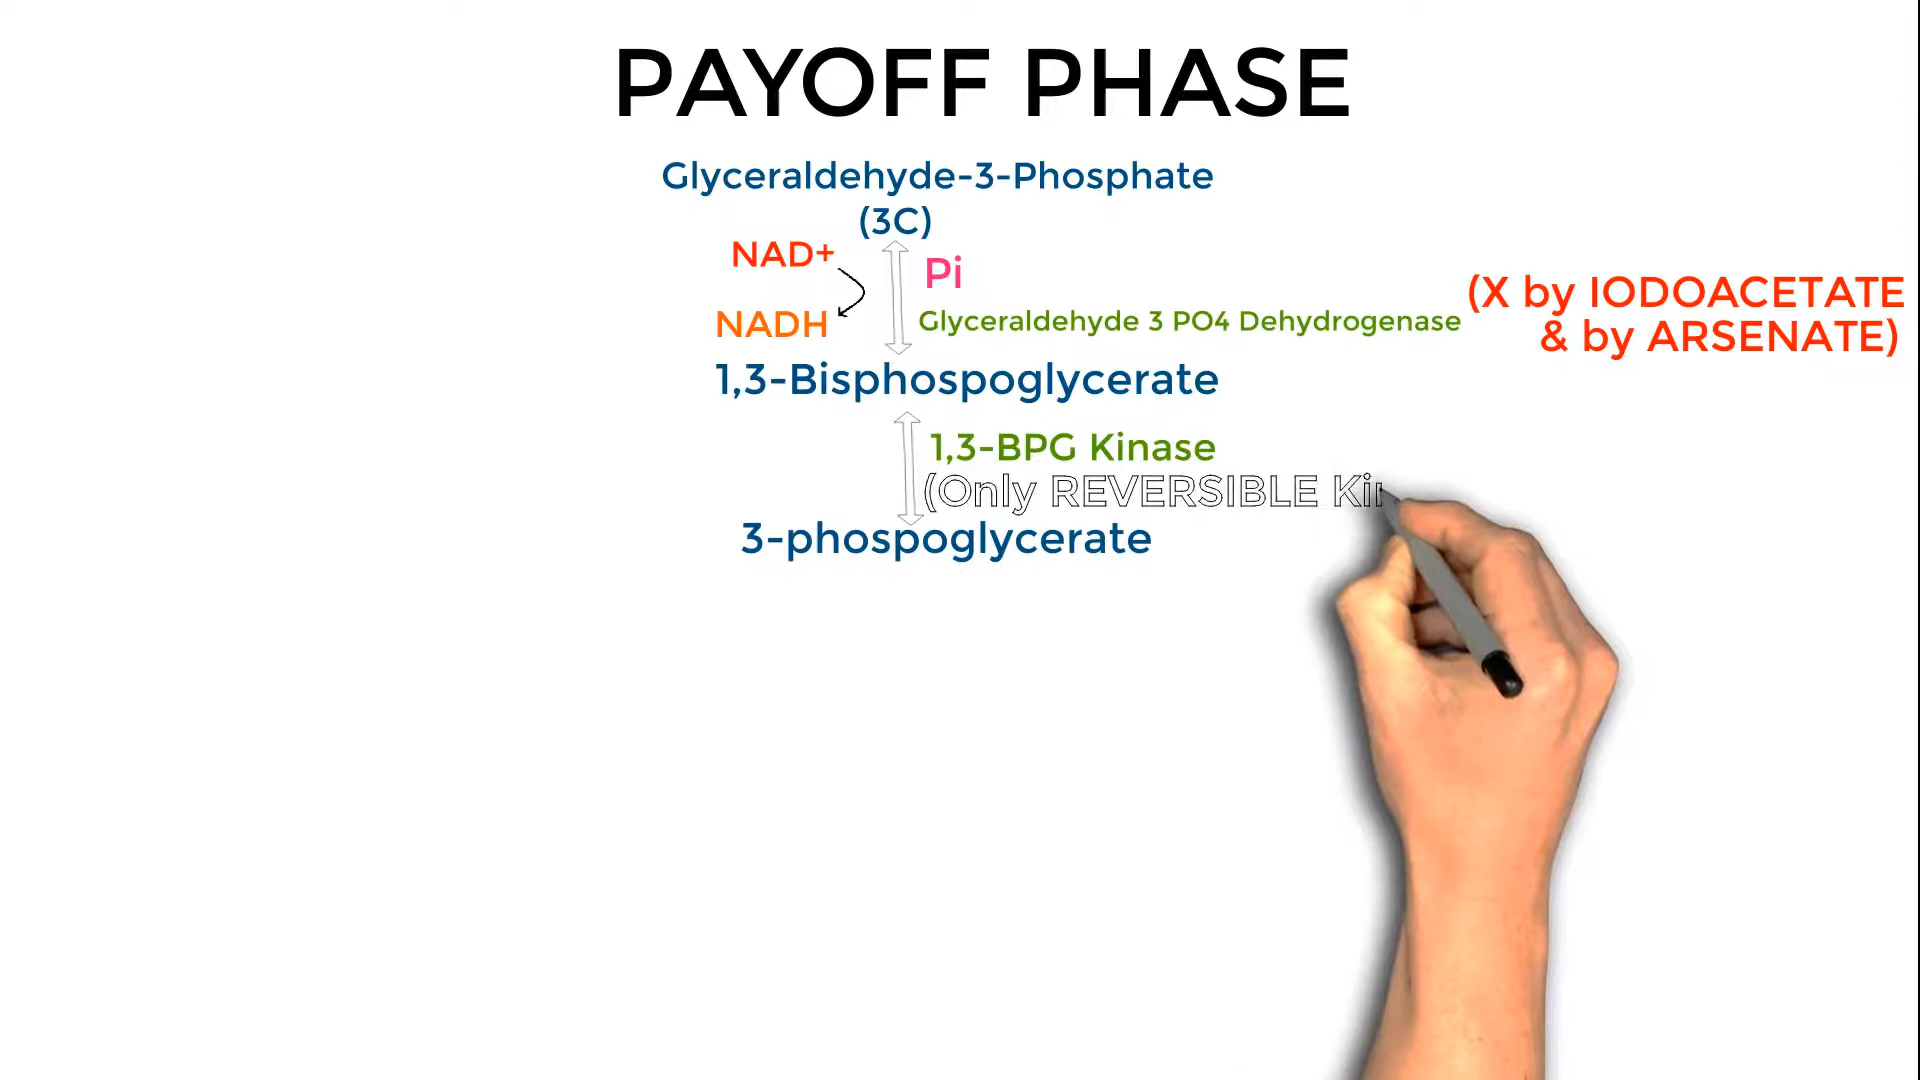 PAYOFF PHASE
Glyceraldehyde-3-Phosphate
(3C)
NAD+
Pi
NADH
Glyceraldehyde 3 PO4 Dehydrogenase
(X by IODOACETATE
& by ARSENATE)
1,3-Bisphospoglycerate
1,3-BPG Kinase
(Only REVERSIBLE
3-phospoglycerate